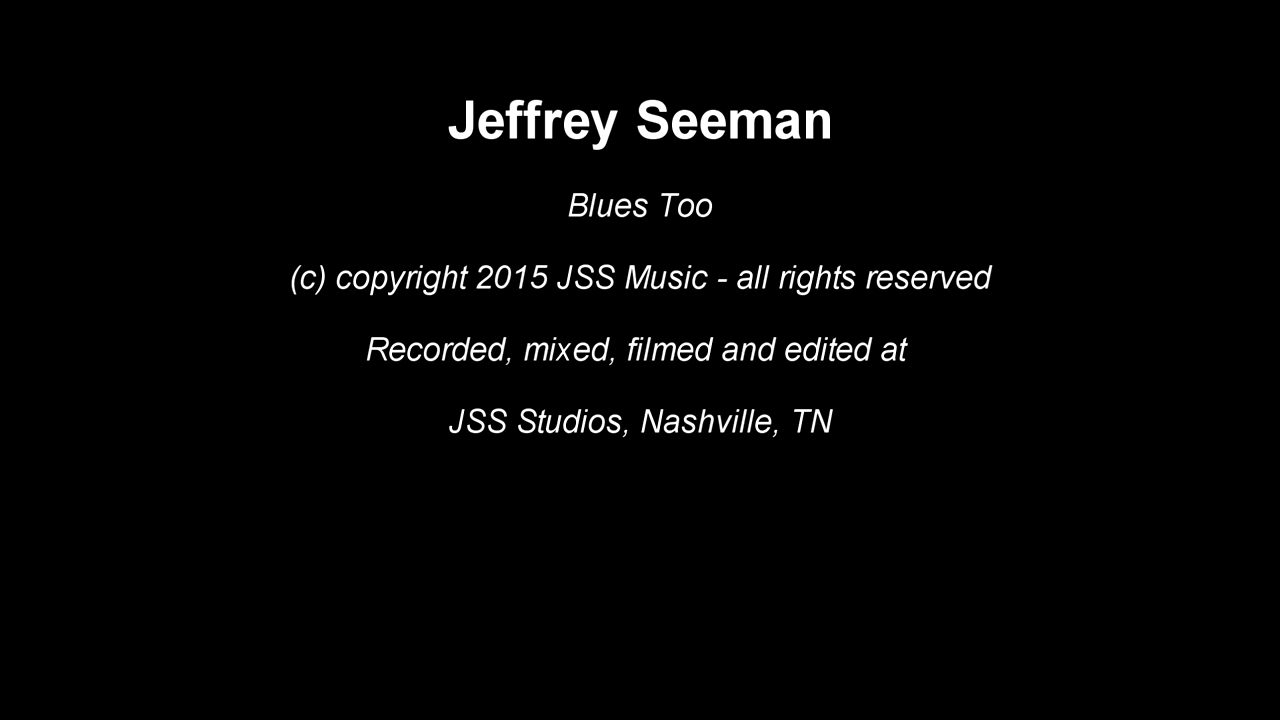 Jeffrey Seeman
Blues Too
(c) copyright 2015 JSS Music - all rights reserved
Recorded, mixed, filmed and edited at
JSS Studios, Nashville, TN